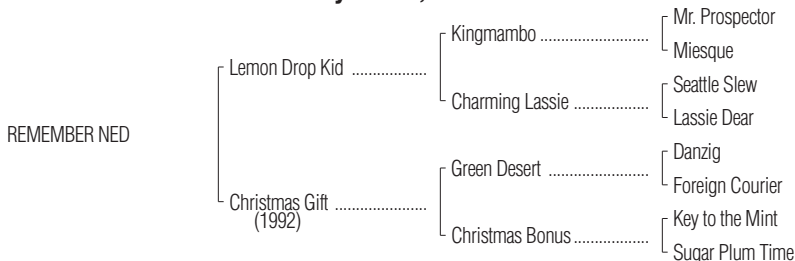 Mr. Prospector
Kingmambo ..........................
Miesque
Lemon Drop Kid ..................
Seattle Slew
Charming Lassie ..................
Lassie Dear
REMEMBER NED
Danzig
Green Desert ........................
Foreign Courier
Christmas Gift ......................
(1992)
Key to the Mint
Christmas Bonus ..................
Sugar Plum Time